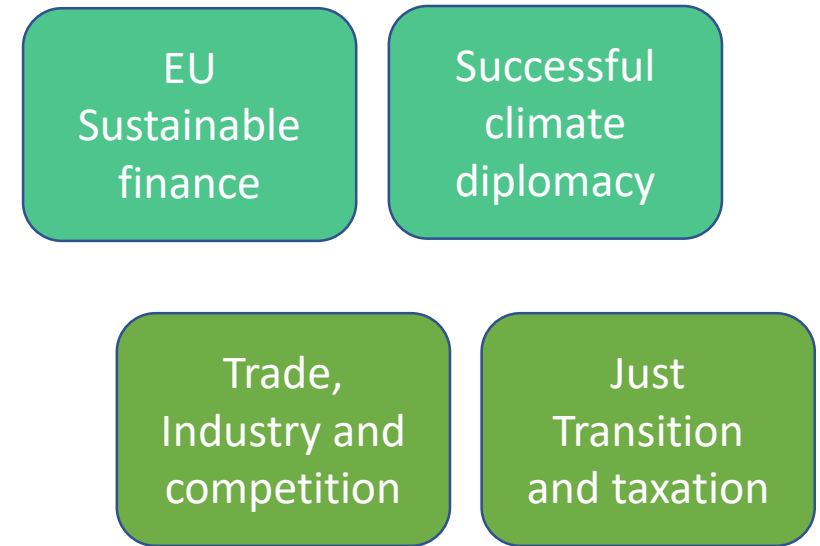 EU
Sustainable
finance
Successful
climate
diplomacy
Trade,
Industry and
competition
Just
Transition
and taxation